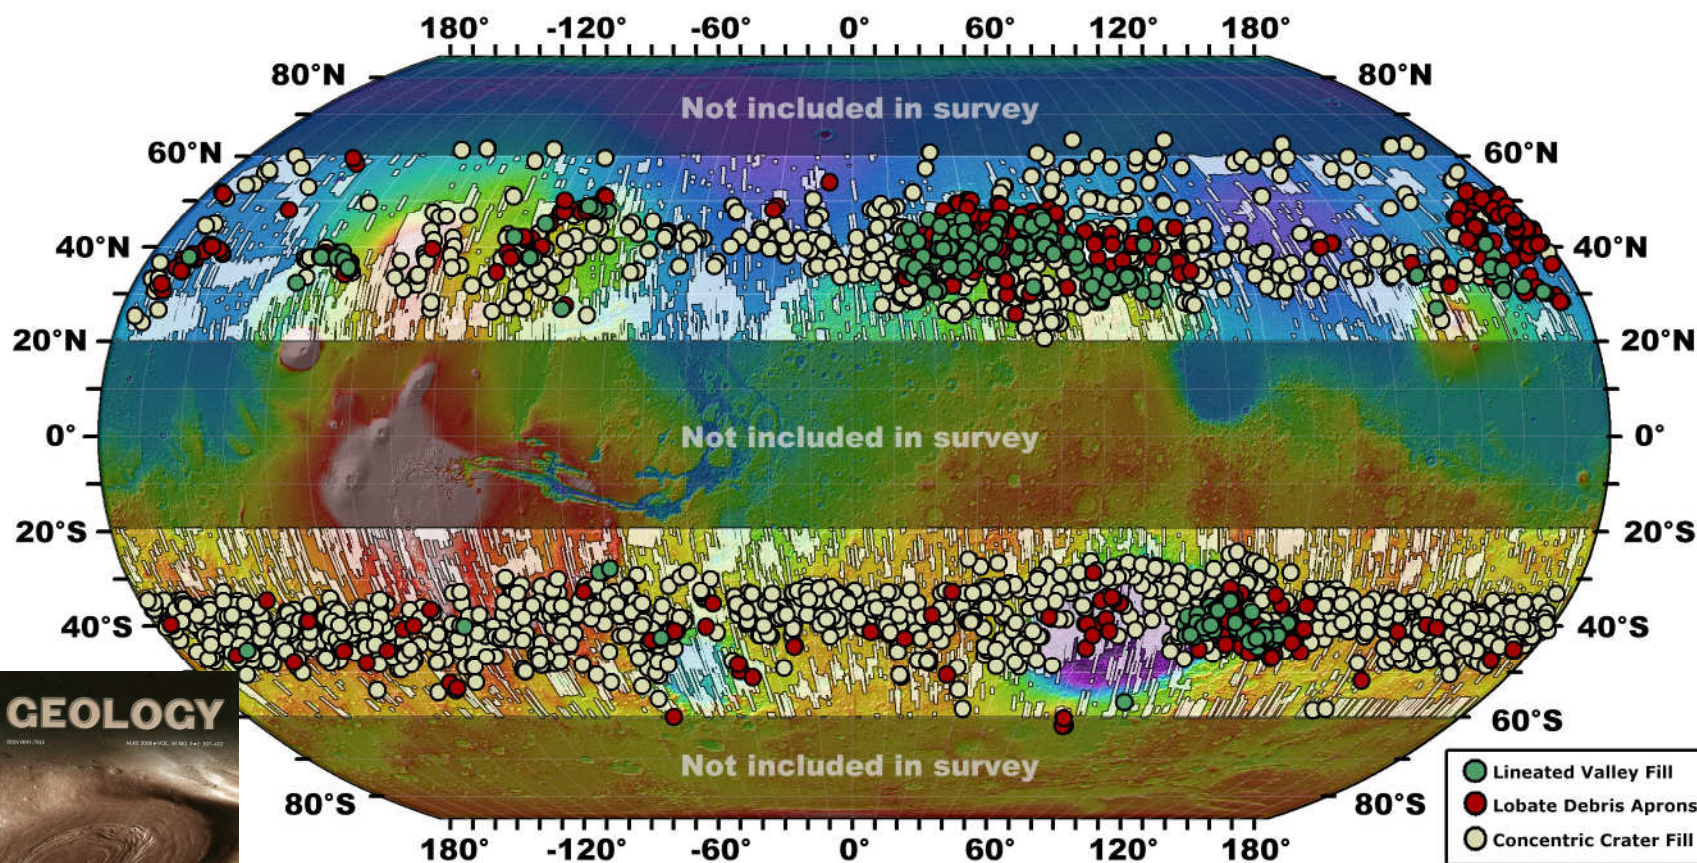 180° -120° -60° 0° 60° 120° 180°
80°N 80°N
Not included in survey
60°N 60°N
40°N 40°N
20°N 20°N
0° Not included in survey 0°
20°S 20°S
40°S 40°S
60°S
Not included in survey
80°S 80°S
180° -120° -60° 0° 60° 120° 180°
GEOLOGY
Lineated Valley Fill
Lobate Debris Aprons
Concentric Crater Fill